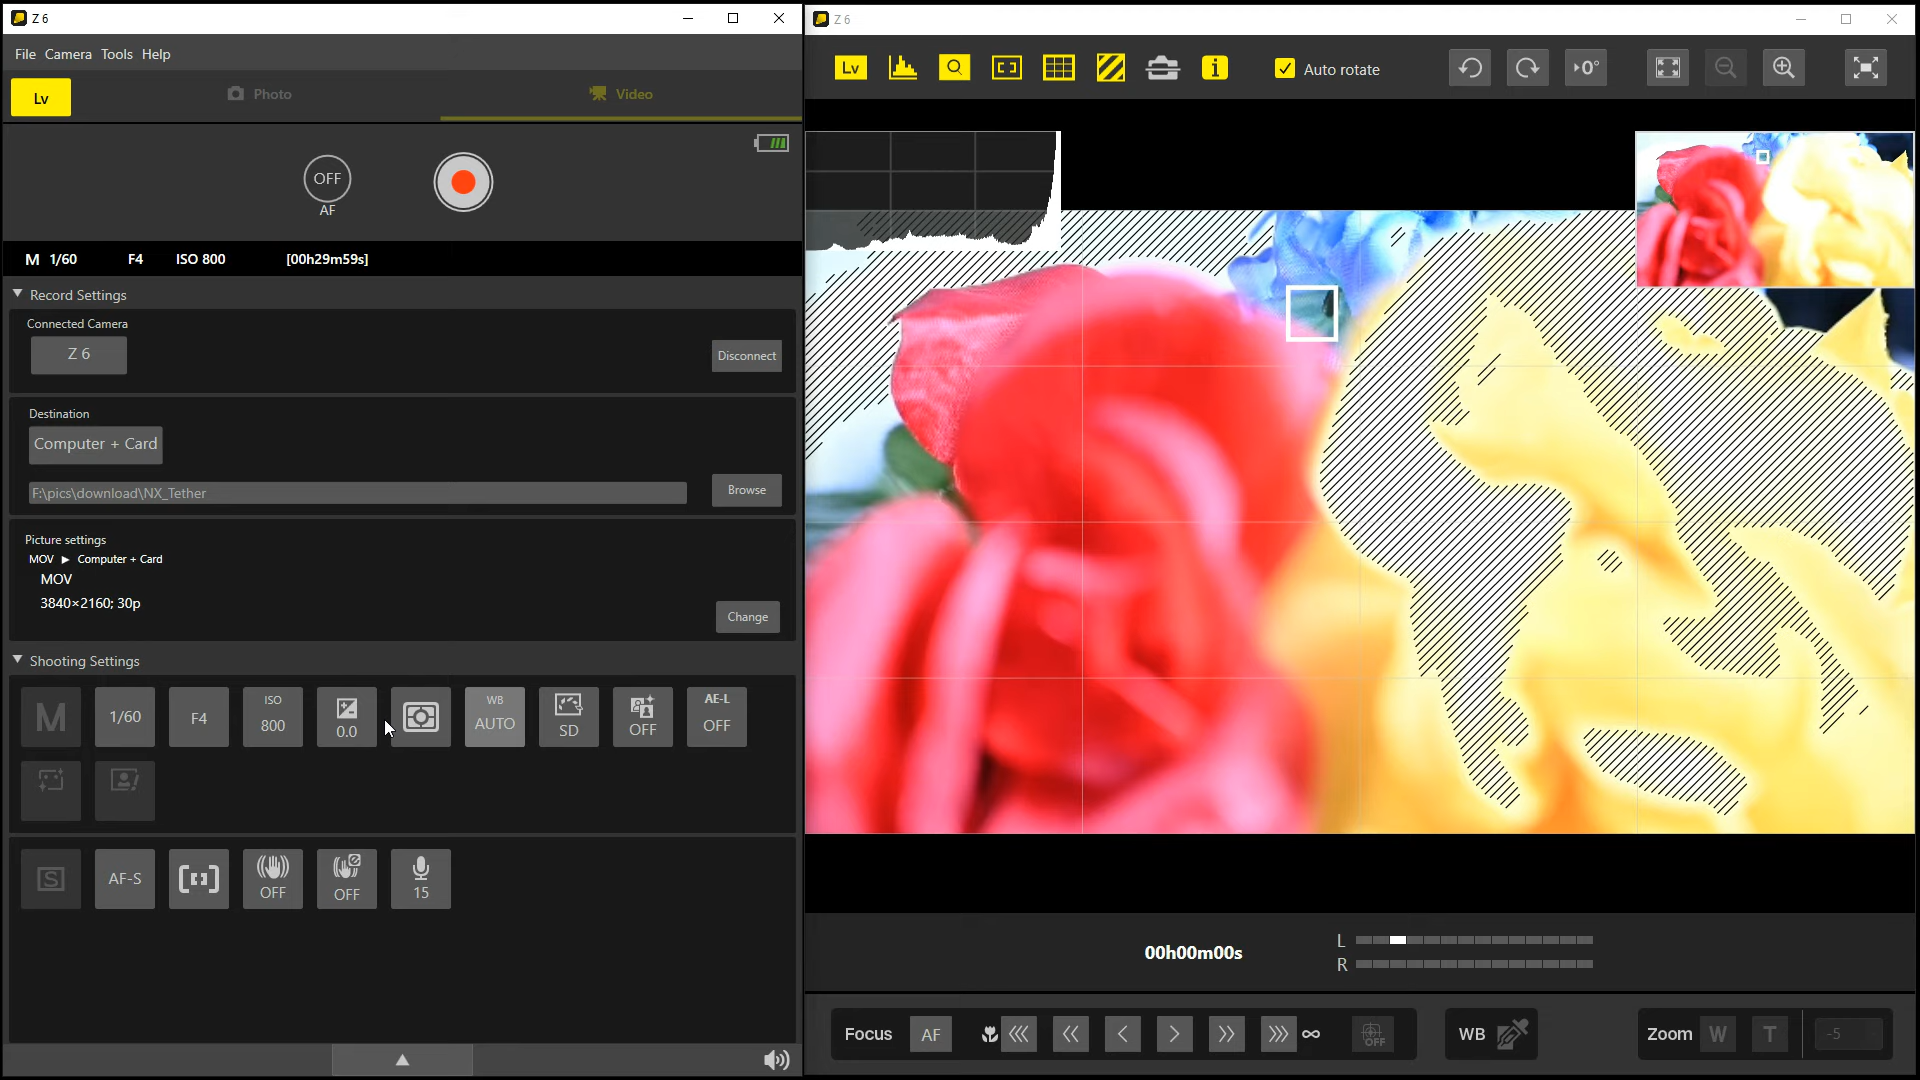 Z 6
File Camera Tools Help
Lv
Photo
Video
OFF
AF
M 1/60 F4 ISO 800 [00h29m59s]
Record Settings
Connected Camera
Z 6
Disconnect
Destination
Computer + Card
F:\pics\download\NX_Tether
Browse
Picture settings
MOV ▶ Computer + Card
MOV
3840×2160; 30p
Change
Shooting Settings
M
1/60
F4
ISO
800
0.0
WB
AUTO
SD
OFF
AE-L
OFF
S
AF-S
OFF
OFF
15
Z 6
Lv
Auto rotate
0°
00h00m00s
L
R
Focus AF
∞
OFF
WB
Zoom W T -5